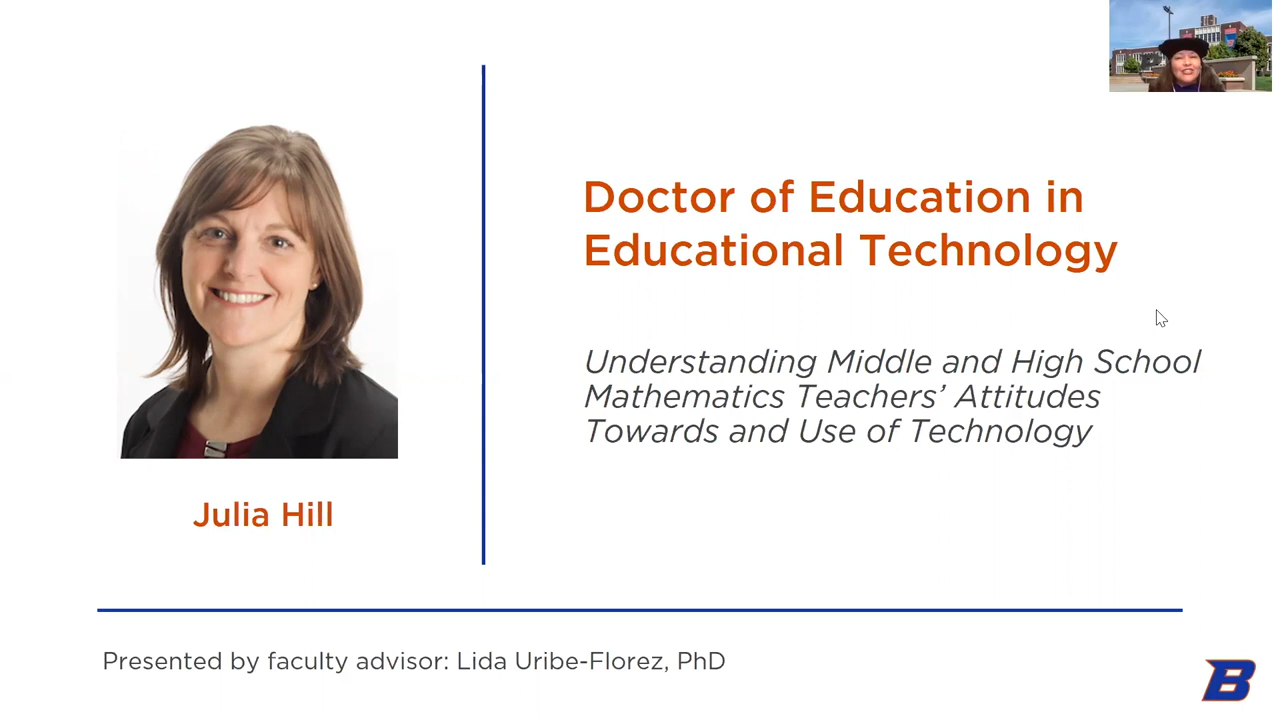 Doctor of Education in
Educational Technology
Understanding Middle and High School
Mathematics Teachers’ Attitudes
Towards and Use of Technology
Julia Hill
Presented by faculty advisor: Lida Uribe-Florez, PhD
B